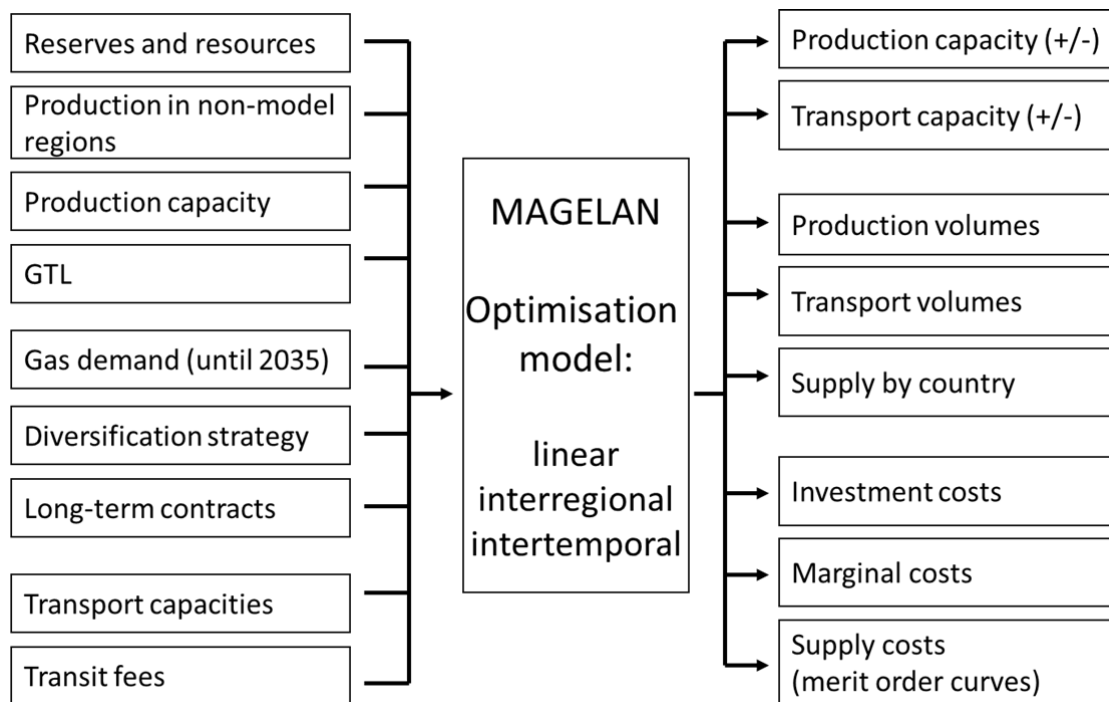 Reserves and resources
Production in non-model
regions
Production capacity
GTL
Gas demand (until 2035)
Diversification strategy
Long-term contracts
Transport capacities
Transit fees
MAGELAN
Optimisation
model:
linear
interregional
intertemporal
Production capacity (+/-)
Transport capacity (+/-)
Production volumes
Transport volumes
Supply by country
Investment costs
Marginal costs
Supply costs
(merit order curves)